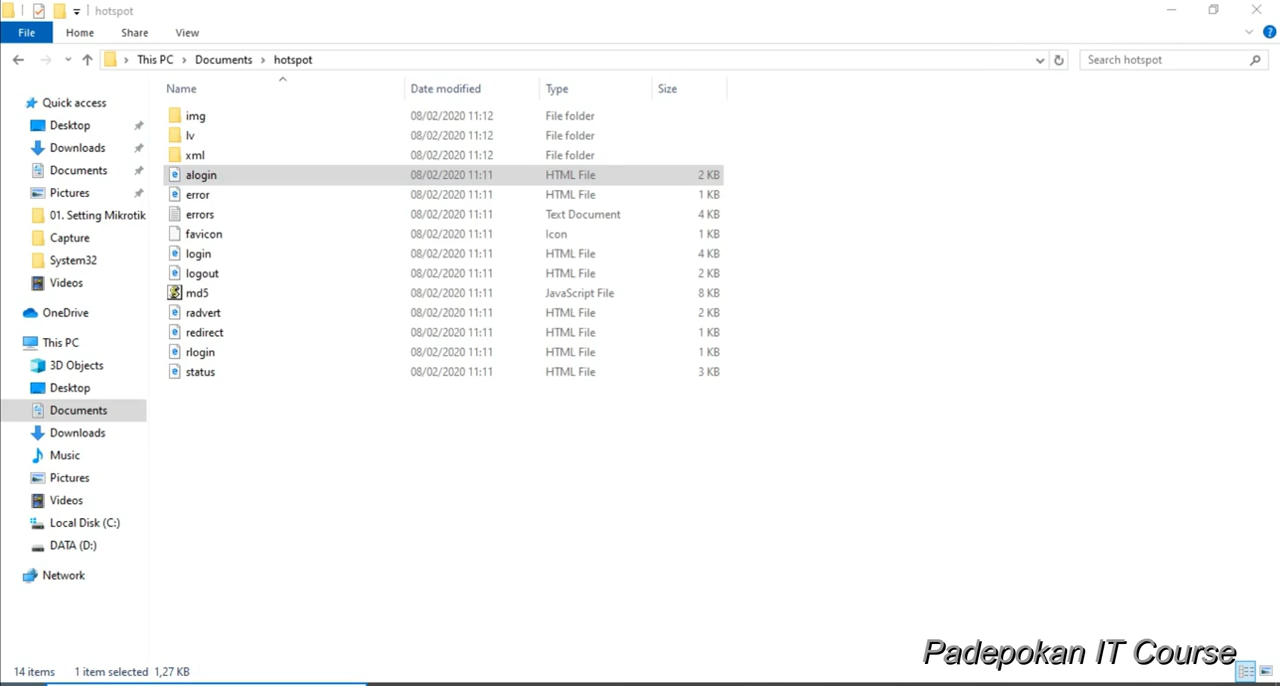 hotspot
File Home Share View
This PC Documents hotspot Search hotspot
Name Date modified Type Size
Quick access
Desktop
Downloads
Documents
Pictures
01. Setting Mikrotik
Capture
System32
Videos
OneDrive
This PC
3D Objects
Desktop
Documents
Downloads
Music
Pictures
Videos
Local Disk (C:)
DATA (D:)
Network
img 08/02/2020 11:12 File folder
lv 08/02/2020 11:12 File folder
xml 08/02/2020 11:12 File folder
alogin 08/02/2020 11:11 HTML File 2 KB
error 08/02/2020 11:11 HTML File 1 KB
errors 08/02/2020 11:11 Text Document 4 KB
favicon 08/02/2020 11:11 Icon 1 KB
login 08/02/2020 11:11 HTML File 4 KB
logout 08/02/2020 11:11 HTML File 2 KB
md5 08/02/2020 11:11 JavaScript File 8 KB
radvert 08/02/2020 11:11 HTML File 2 KB
redirect 08/02/2020 11:11 HTML File 1 KB
rlogin 08/02/2020 11:11 HTML File 1 KB
status 08/02/2020 11:11 HTML File 3 KB
Padepokan IT Course
14 items 1 item selected 1,27 KB